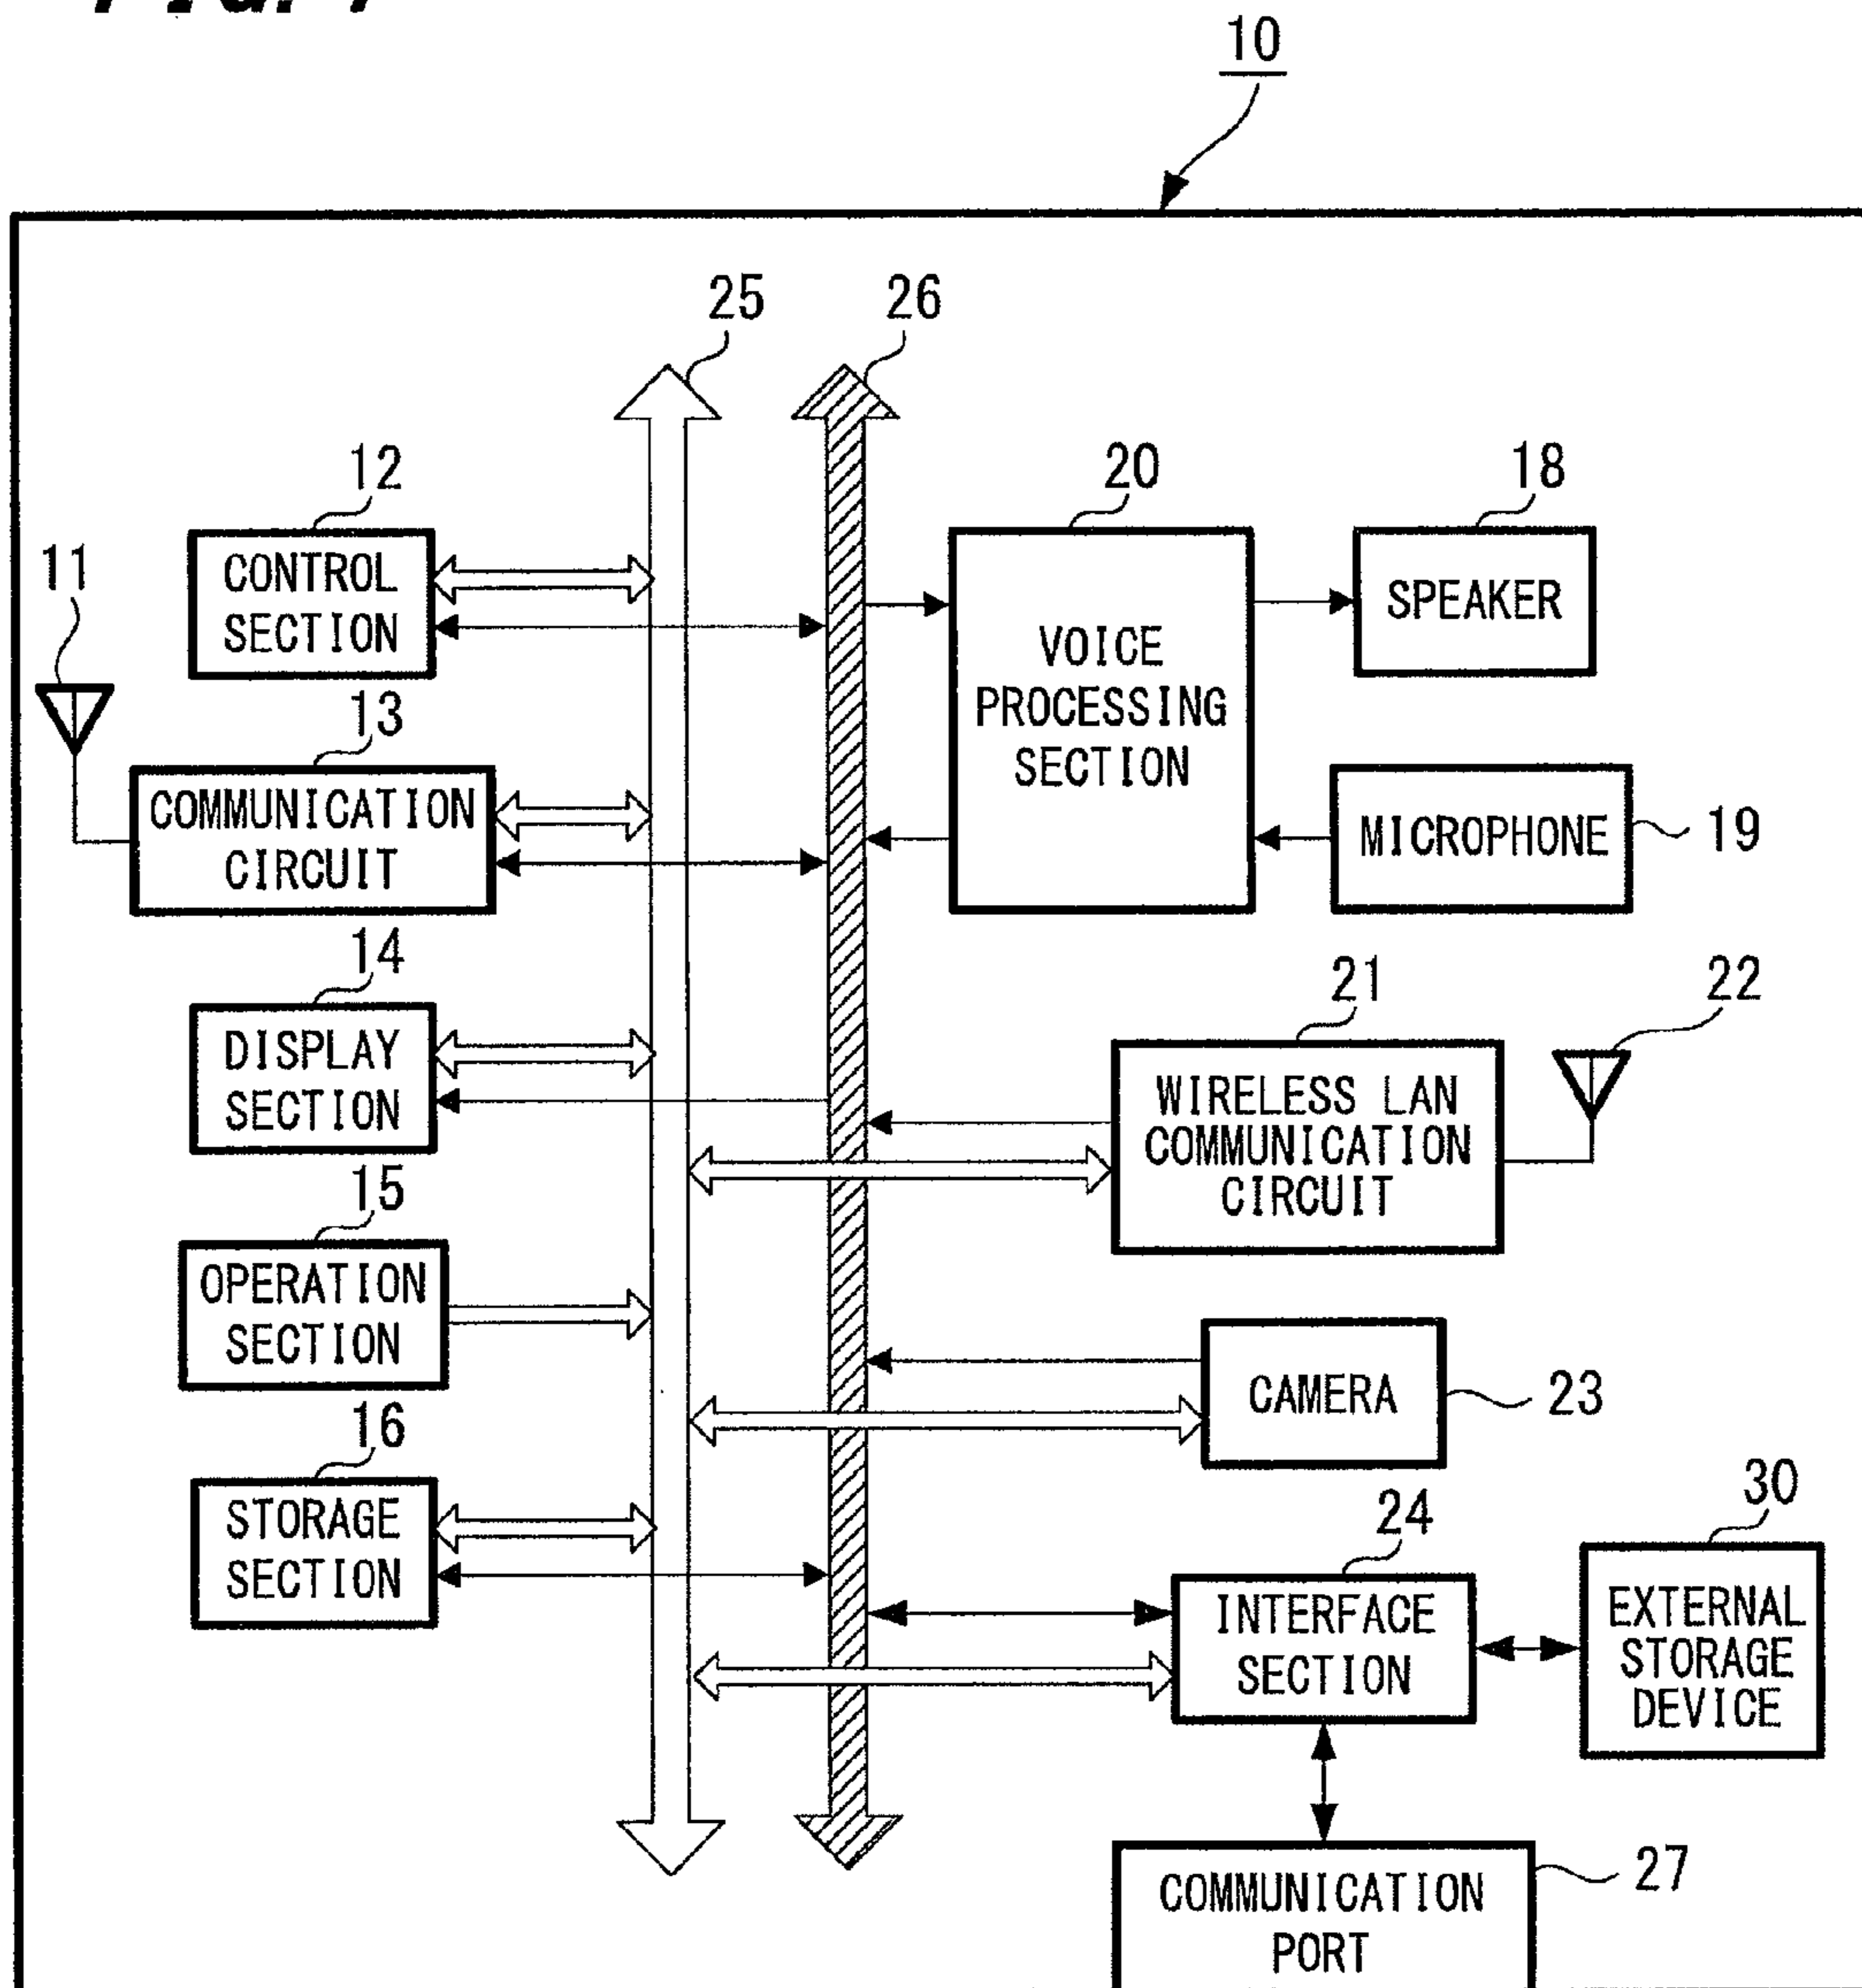 10
25
26
12
CONTROL
SECTION
11
13
COMMUNICATION
CIRCUIT
14
DISPLAY
SECTION
15
OPERATION
SECTION
16
STORAGE
SECTION
20
VOICE
PROCESSING
SECTION
18
SPEAKER
MICROPHONE
19
21
WIRELESS LAN
COMMUNICATION
CIRCUIT
22
CAMERA
23
24
INTERFACE
SECTION
30
EXTERNAL
STORAGE
DEVICE
COMMUNICATION
PORT
27